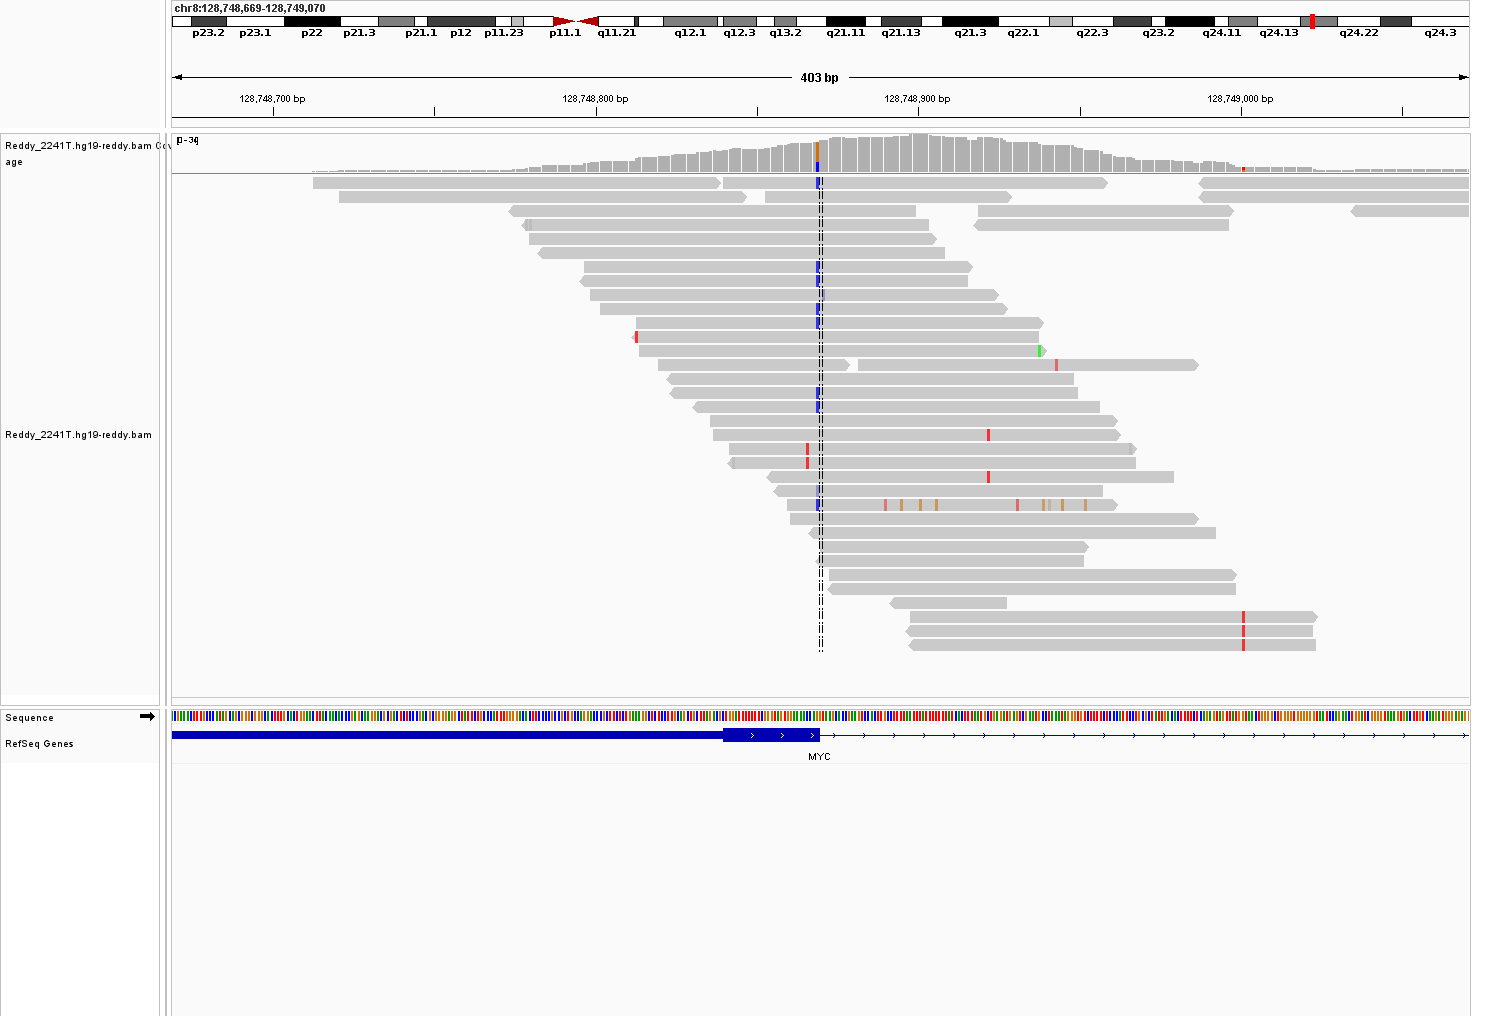 chr8:128,748,669-128,749,070
p23.2 p23.1 p22 p21.3 p21.1 p12 p11.23 p11.1 q11.21 q12.1 q12.3 q13.2 q21.11 q21.13 q21.3 q22.1 q22.3 q23.2 q24.11 q24.13 q24.22 q24.3
403 bp
128,748,700 bp 128,748,800 bp 128,748,900 bp 128,749,000 bp
Reddy_2241T.hg19-reddy.bam Cov
age
[0-34]
Reddy_2241T.hg19-reddy.bam
Sequence
RefSeq Genes
MYC